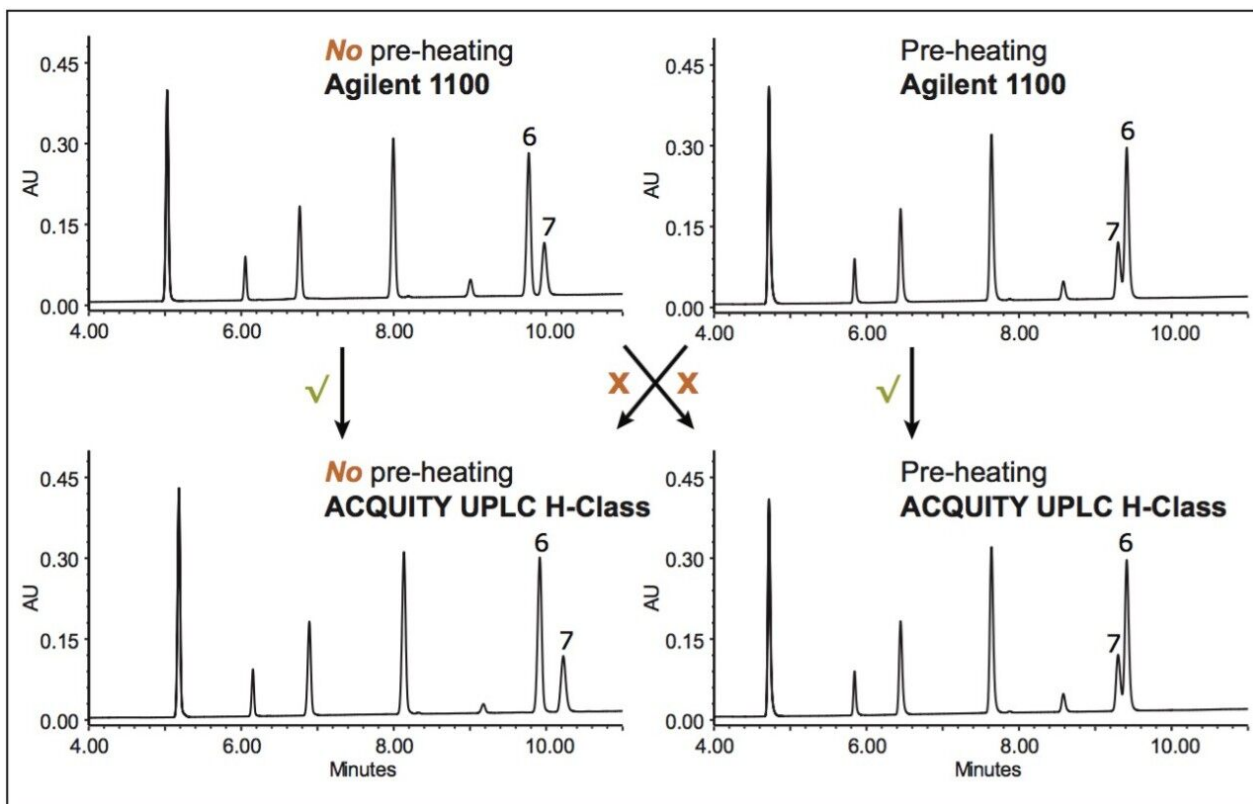 No pre-heating
Agilent 1100
0.45
0.30
0.15
0.00
AU
6
7
4.00 6.00 8.00 10.00
Pre-heating
Agilent 1100
0.45
0.30
0.15
0.00
AU
7
6
4.00 6.00 8.00 10.00
√
X
X
√
No pre-heating
ACQUITY UPLC H-Class
0.45
0.30
0.15
0.00
AU
6
7
4.00 6.00 8.00 10.00
Minutes
Pre-heating
ACQUITY UPLC H-Class
0.45
0.30
0.15
0.00
AU
7
6
4.00 6.00 8.00 10.00
Minutes